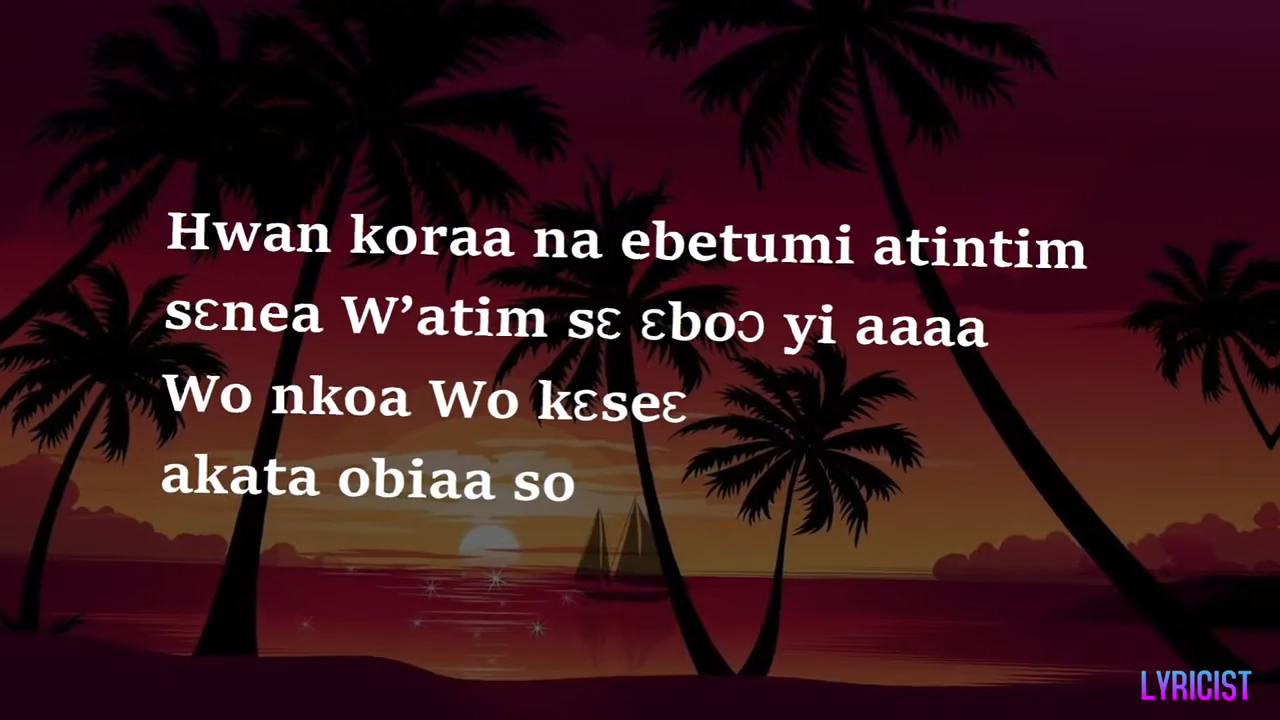 Hwan koraa na ebetumi atintim
sɛnea W’atim sɛ ɛboɔ yi aaaa
Wo nkoa Wo kɛseɛ
akata obiaa so
LYRICIST